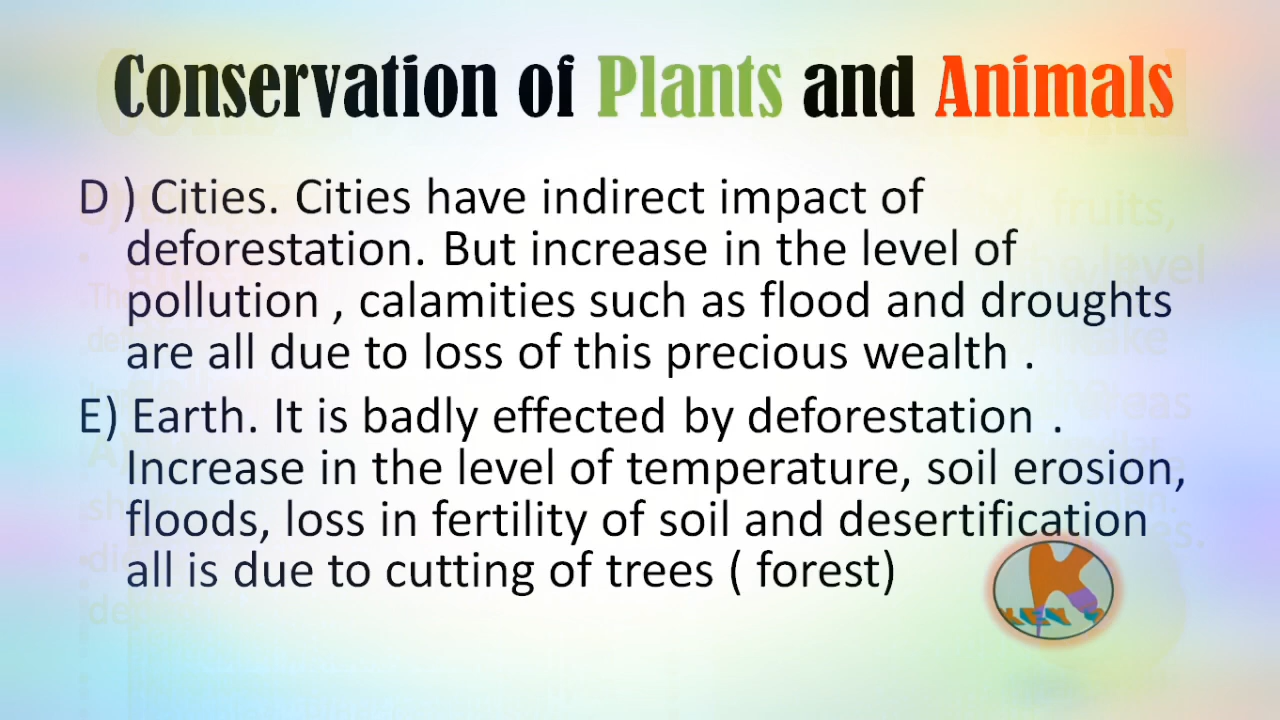 Conservation of Plants and Animals
D ) Cities. Cities have indirect impact of
deforestation. But increase in the level of
pollution , calamities such as flood and droughts
are all due to loss of this precious wealth .
E) Earth. It is badly effected by deforestation .
Increase in the level of temperature, soil erosion,
floods, loss in fertility of soil and desertification
all is due to cutting of trees ( forest)
K